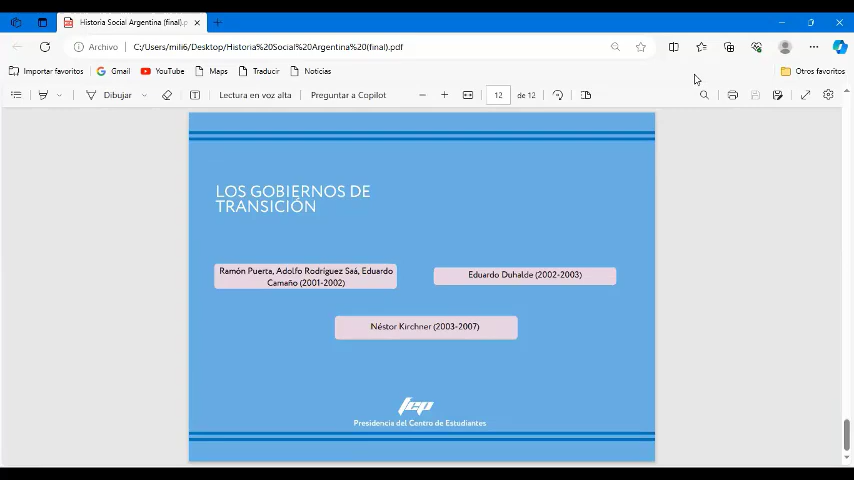 Historia Social Argentina (final).p
Archivo
C:/Users/mili6/Desktop/Historia%20Social%20Argentina%20(final).pdf
Importar favoritos
Gmail
YouTube
Maps
Traducir
Noticias
Otros favoritos
Dibujar
Lectura en voz alta
Preguntar a Copilot
12
de 12
LOS GOBIERNOS DE
TRANSICIÓN
Ramón Puerta, Adolfo Rodríguez Saá, Eduardo
Camaño (2001-2002)
Eduardo Duhalde (2002-2003)
Néstor Kirchner (2003-2007)
fcp
Presidencia del Centro de Estudiantes